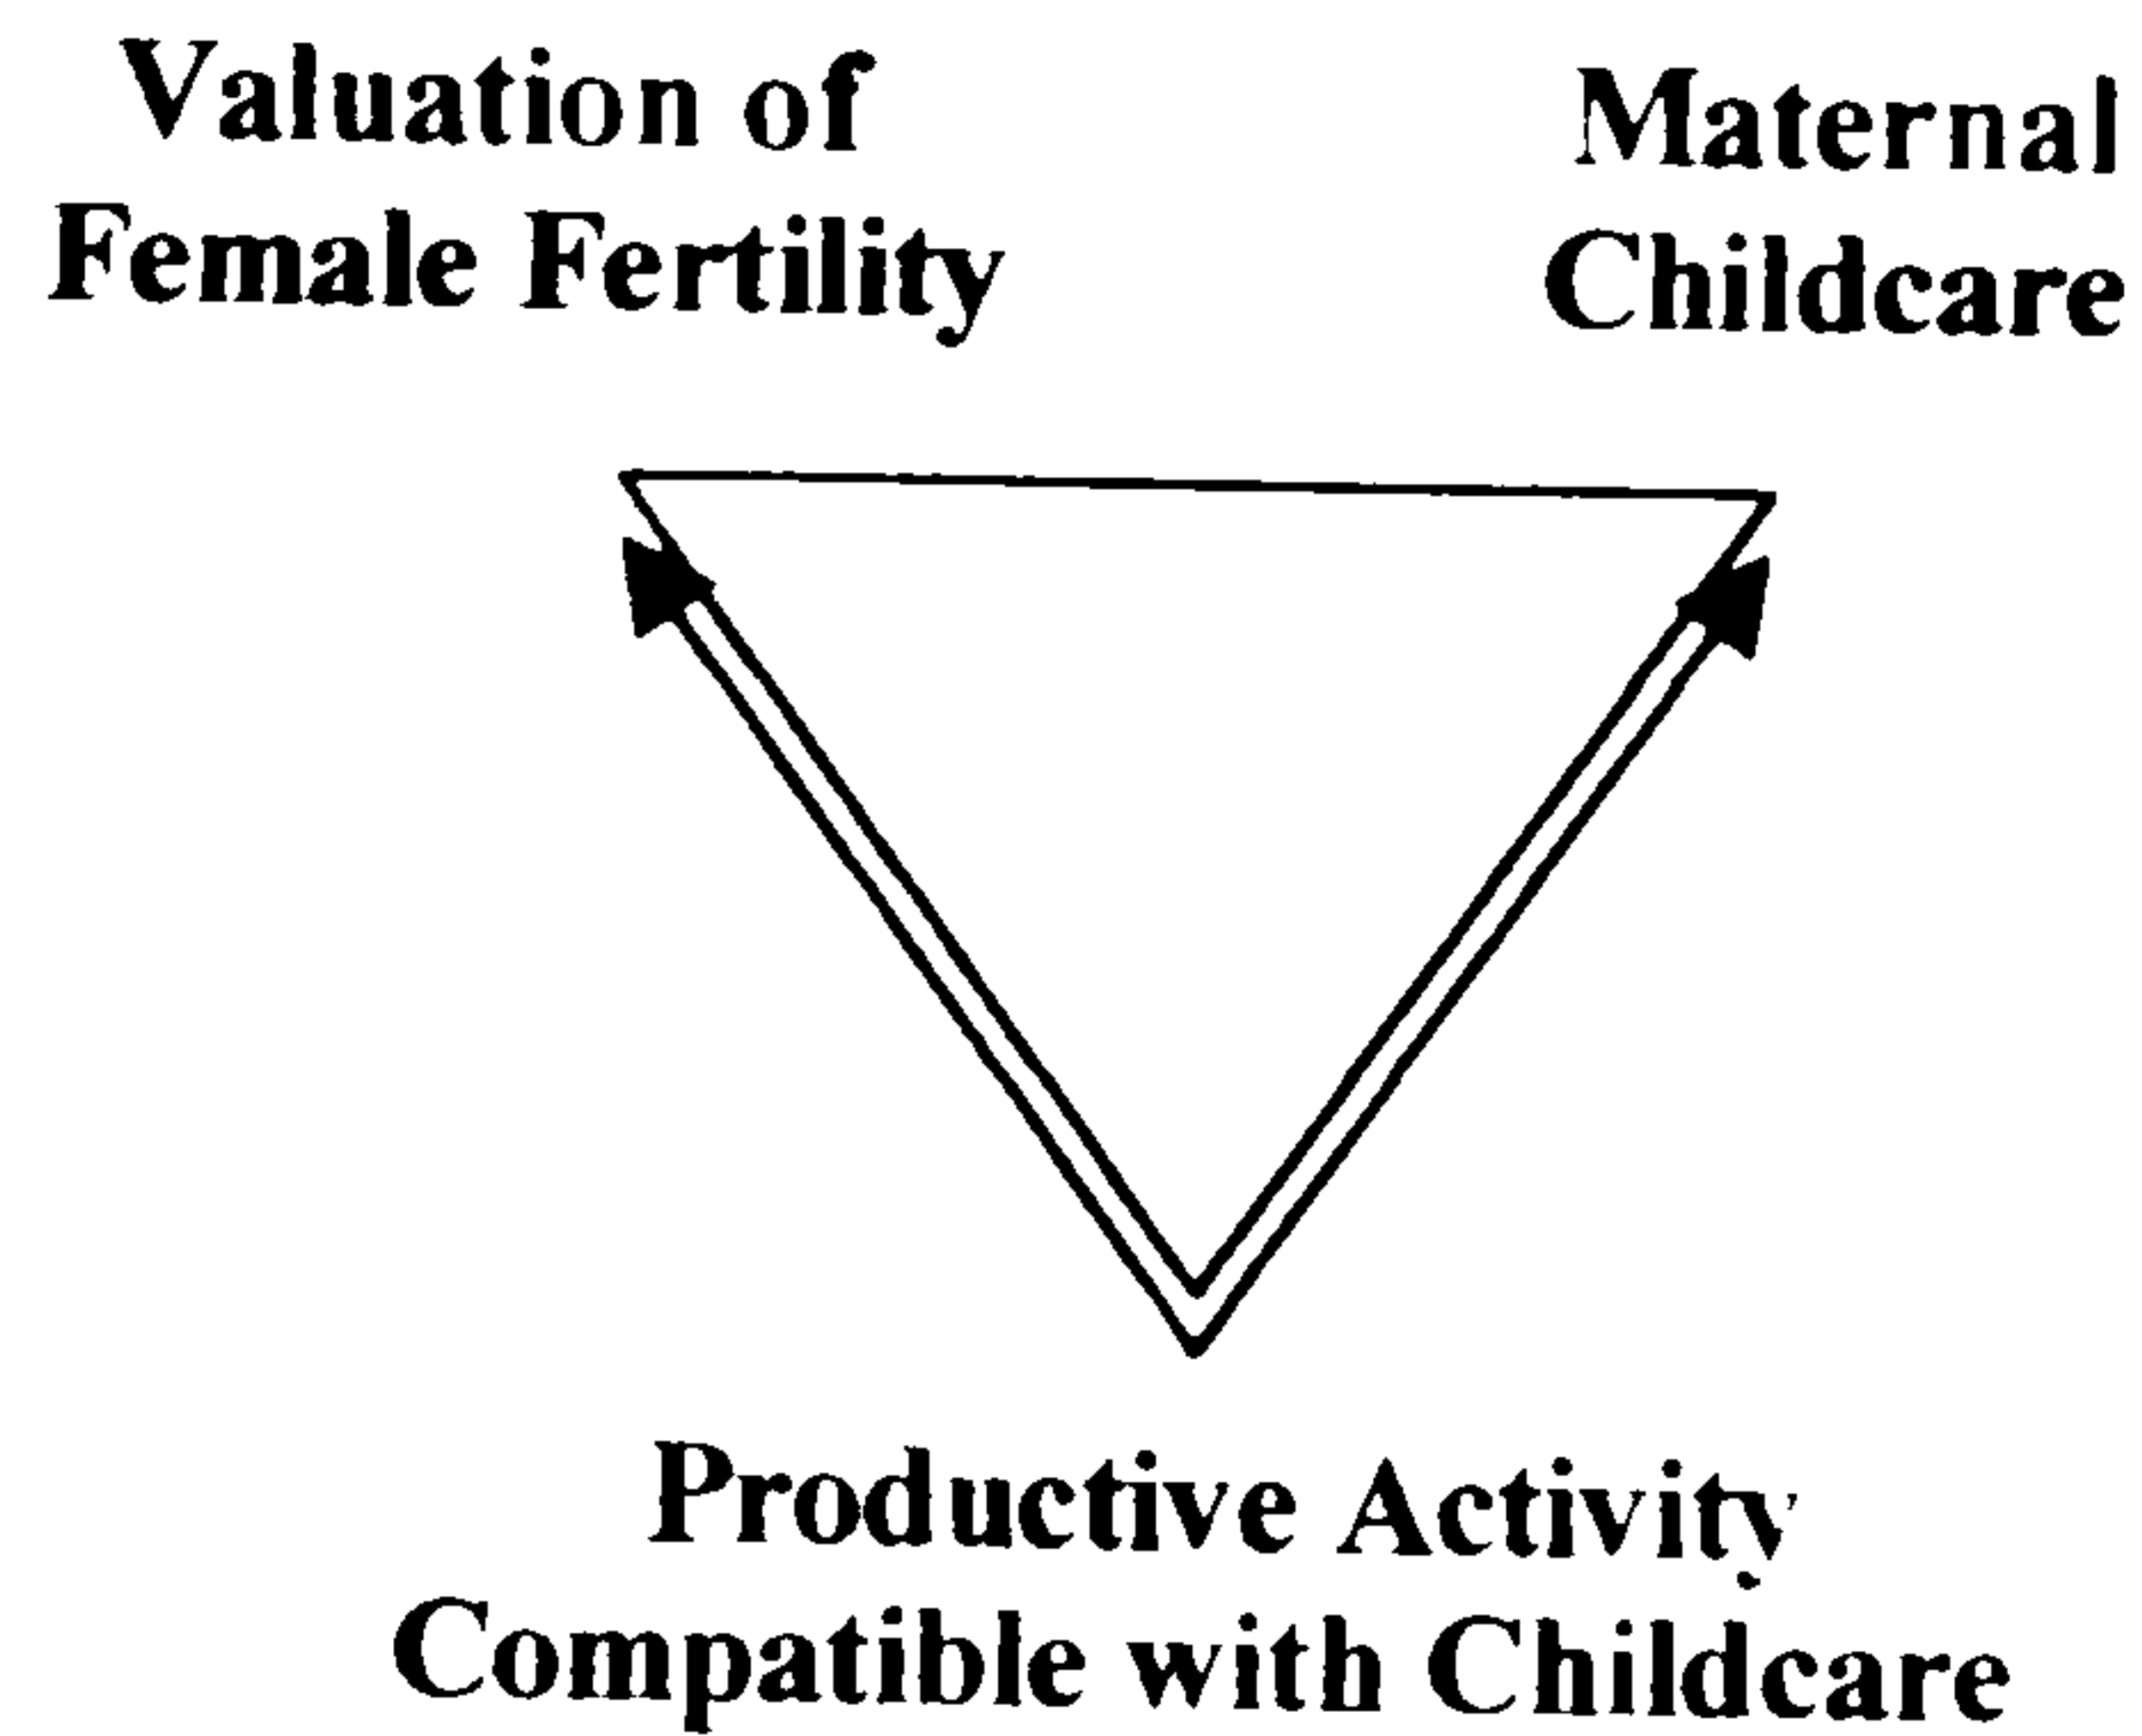 Valuation of
Female Fertility
Maternal
Childcare
Productive Activity
Compatible with Childcare